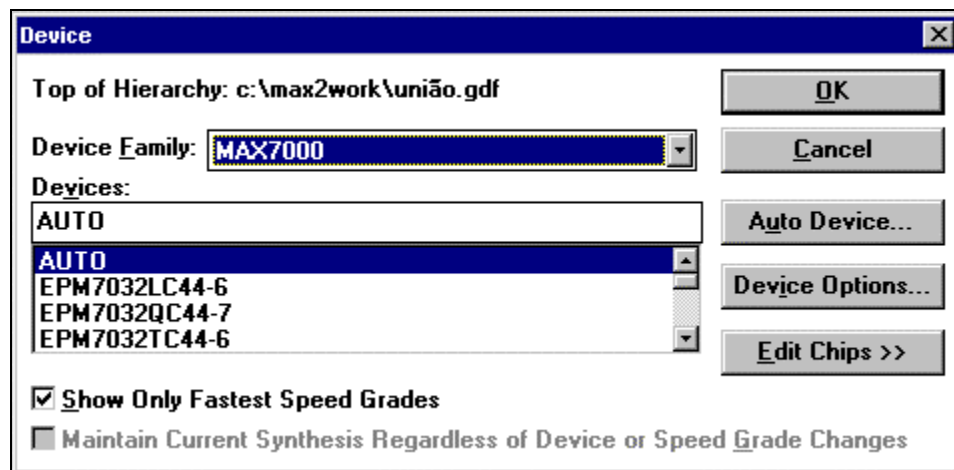 Device
Top of Hierarchy: c:\max2work\união.gdf
OK
Device Family: MAX7000
Cancel
Devices:
AUTO
Auto Device...
AUTO
EPM7032LC44-6
EPM7032QC44-7
EPM7032TC44-6
Device Options...
Edit Chips >>
Show Only Fastest Speed Grades
Maintain Current Synthesis Regardless of Device or Speed Grade Changes